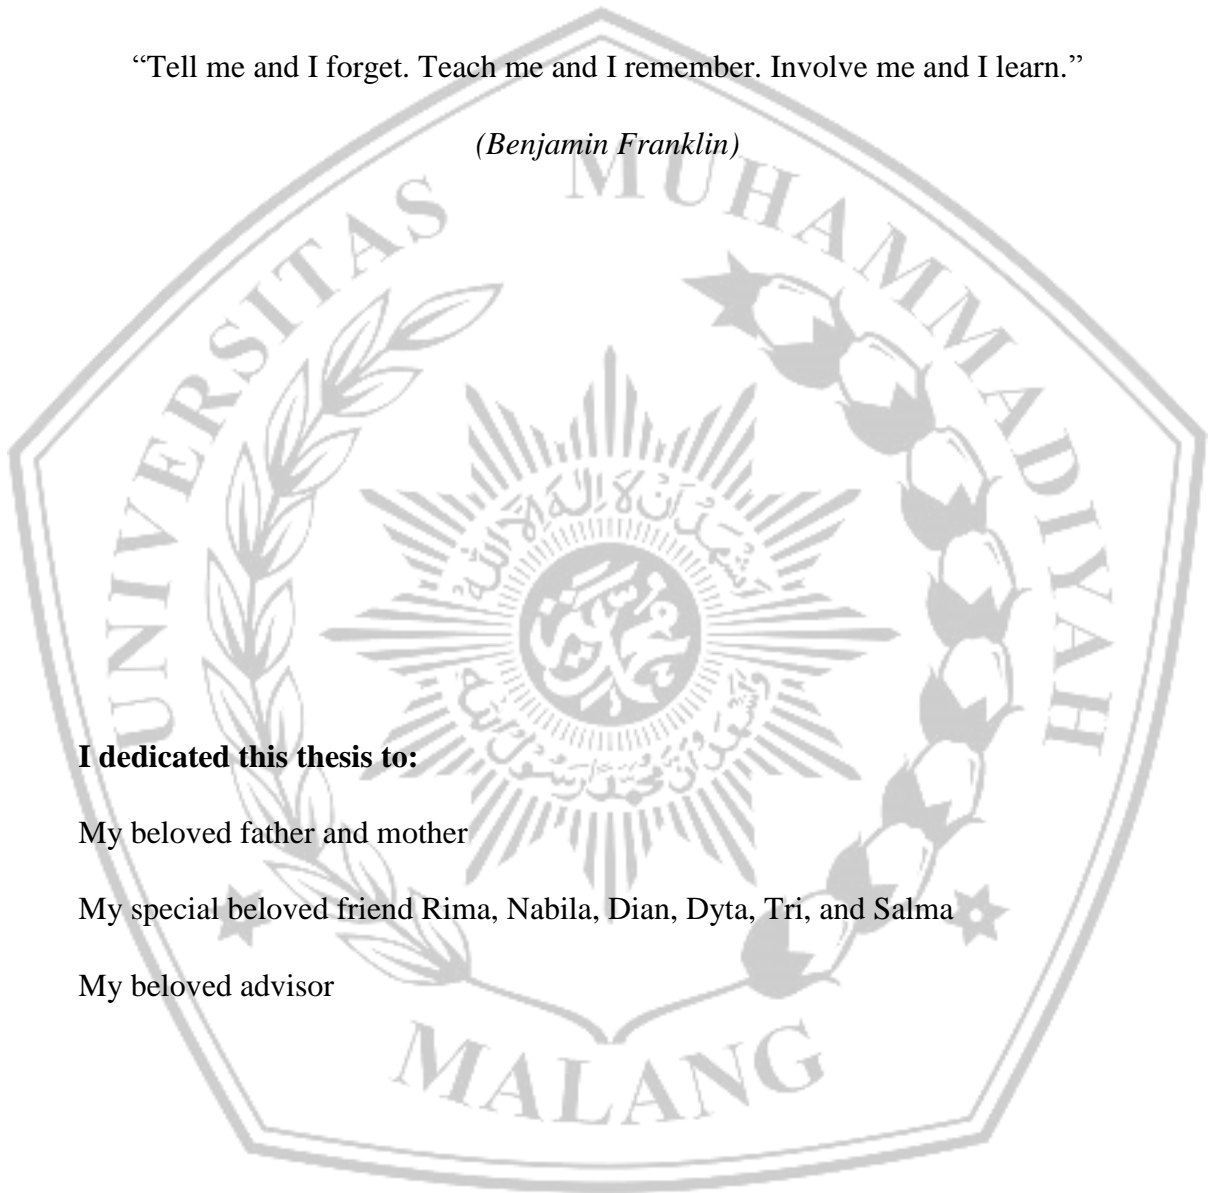 “Tell me and I forget. Teach me and I remember. Involve me and I learn.”
(Benjamin Franklin)
UNIVERSITAS MUHAMMADIYAH
I dedicated this thesis to:
My beloved father and mother
My special beloved friend Rima, Nabila, Dian, Dyta, Tri, and Salma
My beloved advisor
MALANG